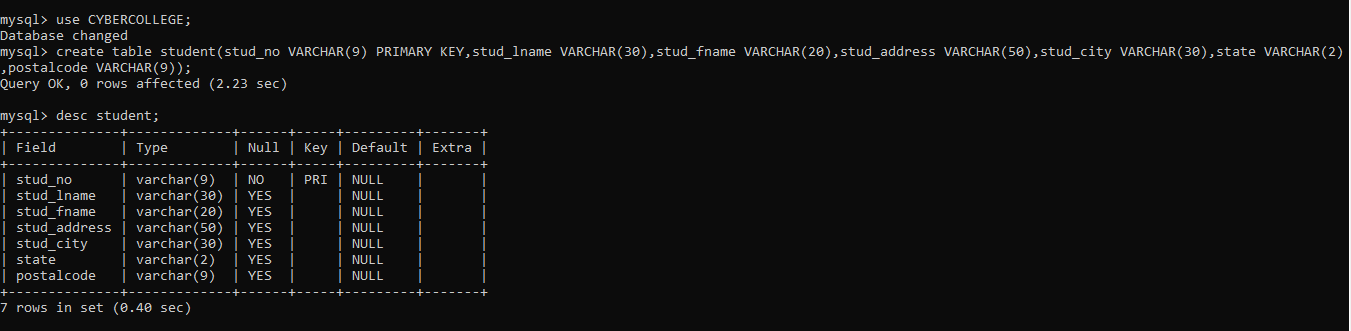 mysql> use CYBERCOLLEGE;
Database changed
mysql> create table student(stud_no VARCHAR(9) PRIMARY KEY,stud_lname VARCHAR(30),stud_fname VARCHAR(20),stud_address VARCHAR(50),stud_city VARCHAR(30),state VARCHAR(2)
,postalcode VARCHAR(9));
Query OK, 0 rows affected (2.23 sec)

mysql> desc student;
+--------------+-------------+------+-----+---------+-------+
| Field        | Type        | Null | Key | Default | Extra |
+--------------+-------------+------+-----+---------+-------+
| stud_no      | varchar(9)  | NO   | PRI | NULL    |       |
| stud_lname   | varchar(30) | YES  |     | NULL    |       |
| stud_fname   | varchar(20) | YES  |     | NULL    |       |
| stud_address | varchar(50) | YES  |     | NULL    |       |
| stud_city    | varchar(30) | YES  |     | NULL    |       |
| state        | varchar(2)  | YES  |     | NULL    |       |
| postalcode   | varchar(9)  | YES  |     | NULL    |       |
+--------------+-------------+------+-----+---------+-------+
7 rows in set (0.40 sec)